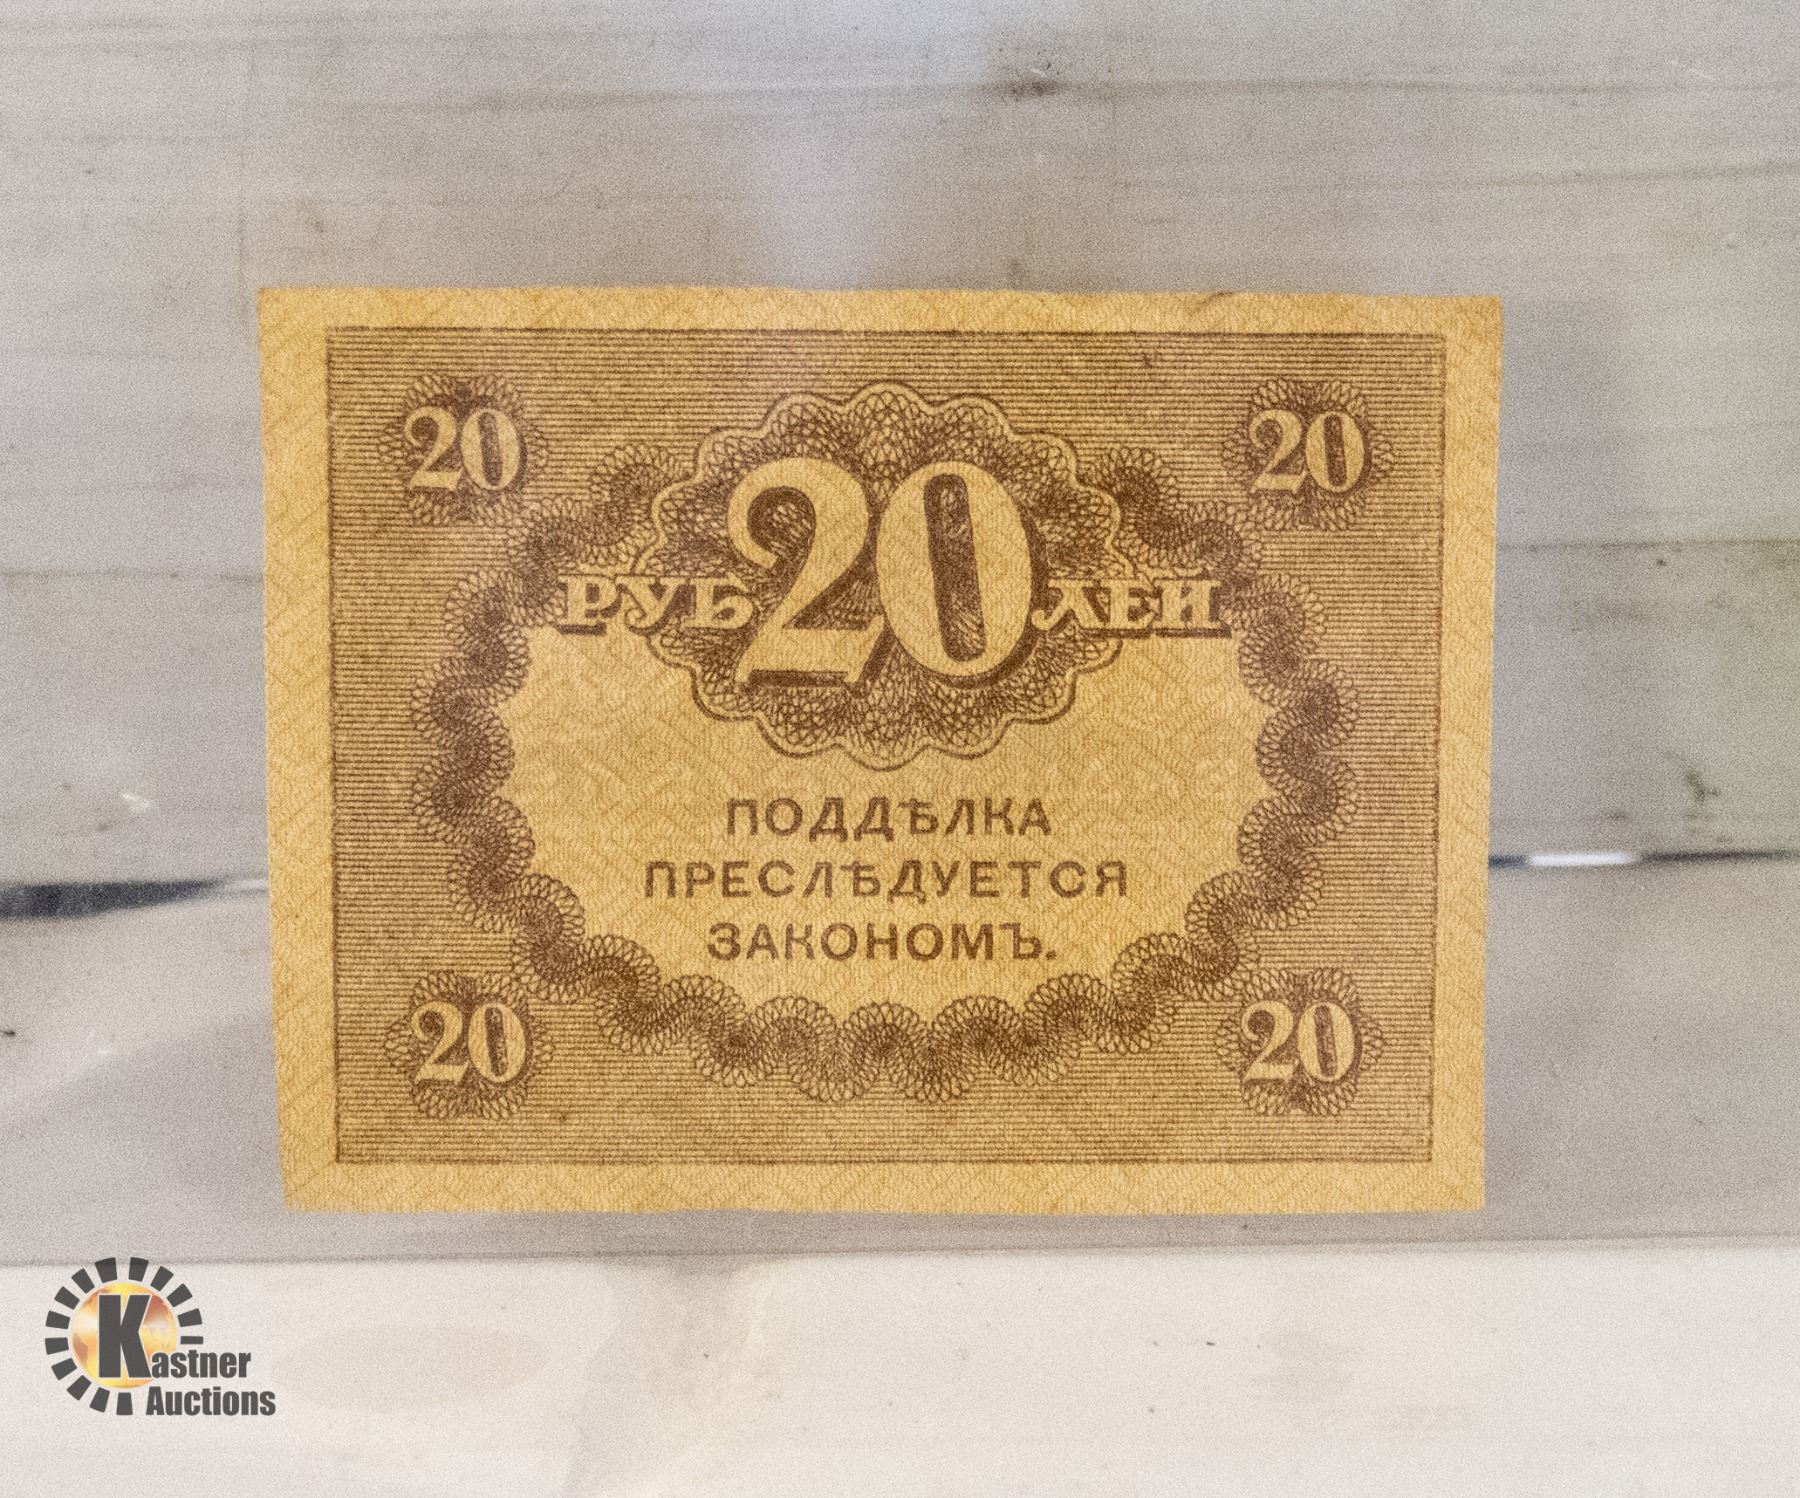 20 20
РУБ 20 ЛЕЙ
ПОДДѢЛКА
ПРЕСЛѢДУЕТСЯ
ЗАКОНОМЪ.
20 20
Kastner
Auctions